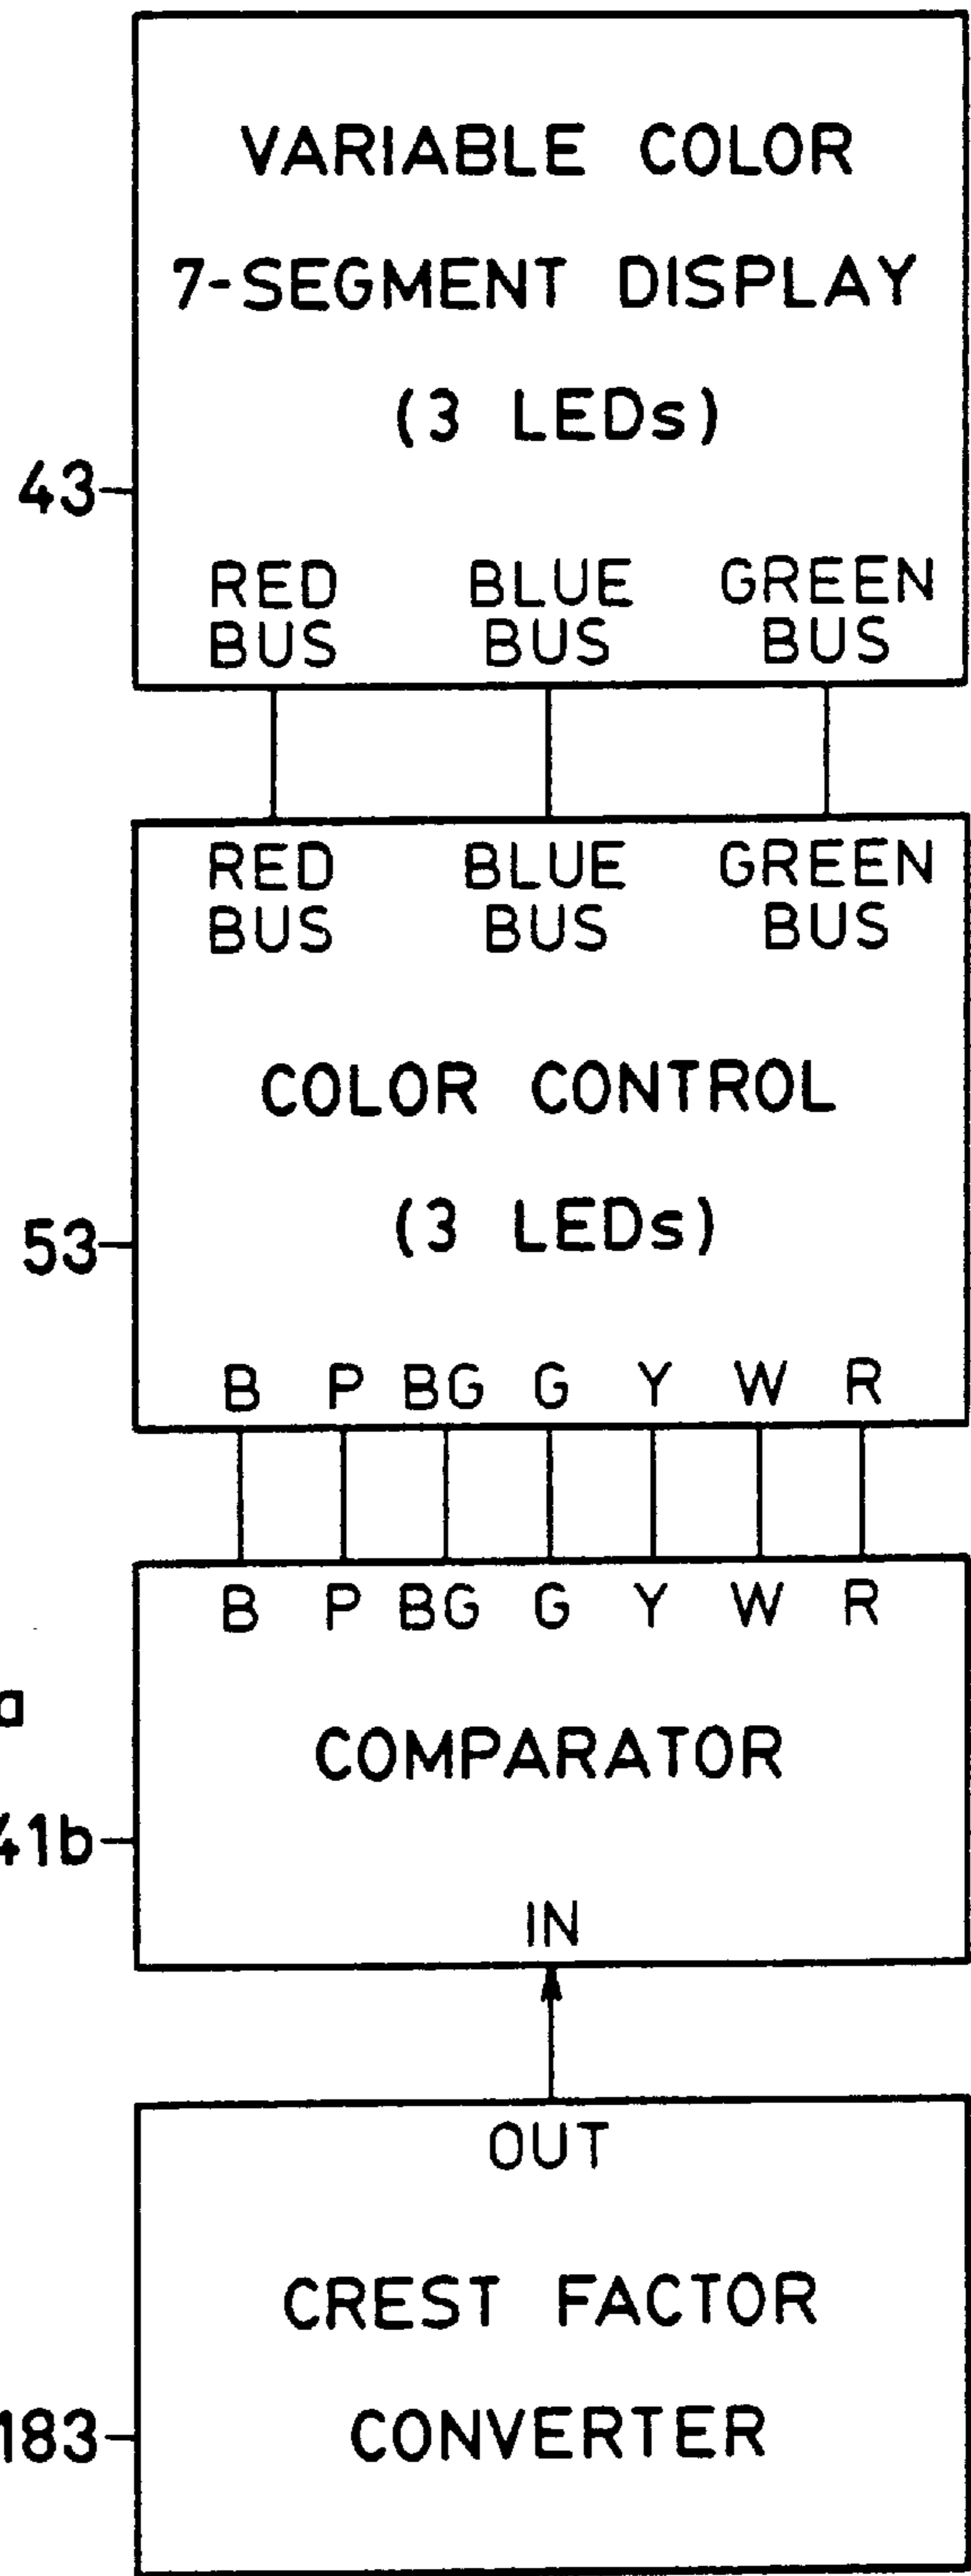 VARIABLE COLOR
7-SEGMENT DISPLAY
(3 LEDs)
43
RED BLUE GREEN
BUS BUS BUS
RED BLUE GREEN
BUS BUS BUS
COLOR CONTROL
(3 LEDs)
53
B P BG G Y W R
B P BG G Y W R
a
COMPARATOR
41b
IN
OUT
CREST FACTOR
CONVERTER
183